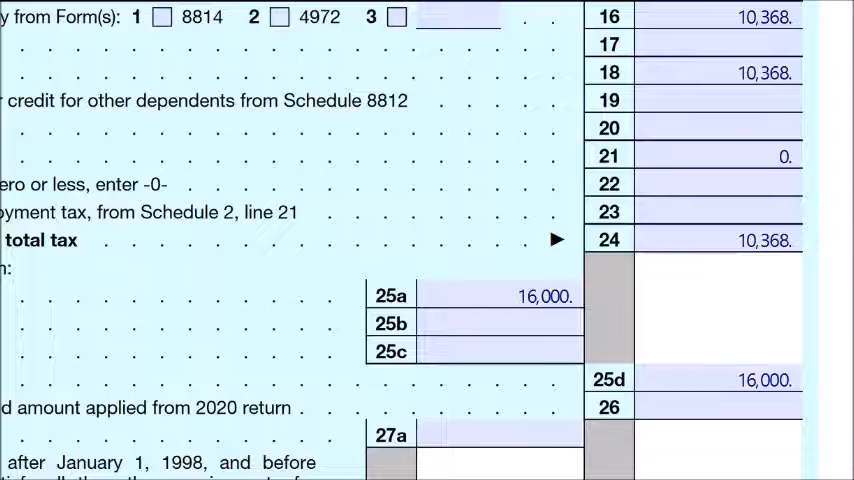 y from Form(s): 1 8814 2 4972 3 . . 16 10,368.
. . . . . . . . . . . . . . . . . . . . 17
. . . . . . . . . . . . . . . . . . . . 18 10,368.
credit for other dependents from Schedule 8812 . . . . . 19
. . . . . . . . . . . . . . . . . . . . 20
. . . . . . . . . . . . . . . . . . . . 21 0.
ero or less, enter -0- . . . . . . . . . . . . . . 22
oyment tax, from Schedule 2, line 21 . . . . . . . . . 23
total tax . . . . . . . . . . . . . . . . ▶ 24 10,368.
n:
. . . . . . . . . . . . 25a 16,000.
. . . . . . . . . . . . 25b
. . . . . . . . . . . . 25c
. . . . . . . . . . . . . . . . . . . . 25d 16,000.
d amount applied from 2020 return . . . . . . . . . 26
. . . . . . . . . . . . 27a
after January 1, 1998, and before